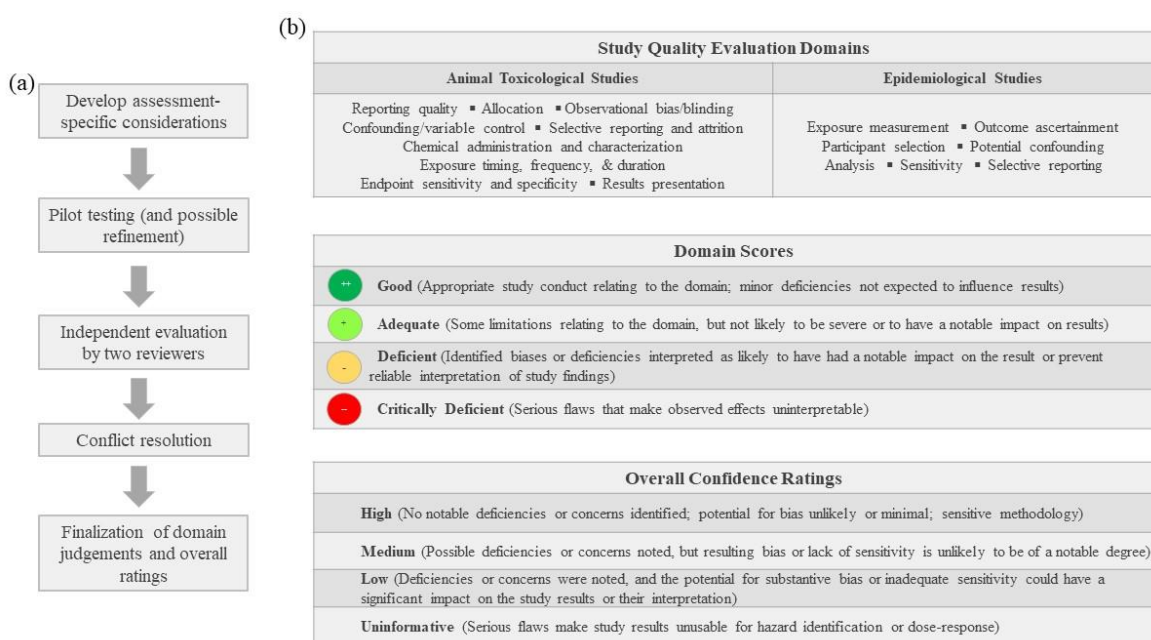 (a)
Develop assessment-
specific considerations
Pilot testing (and possible
refinement)
Independent evaluation
by two reviewers
Conflict resolution
Finalization of domain
judgements and overall
ratings
(b)
Study Quality Evaluation Domains
Animal Toxicological Studies
Reporting quality ▪ Allocation ▪ Observational bias/blinding
Confounding/variable control ▪ Selective reporting and attrition
Chemical administration and characterization
Exposure timing, frequency, & duration
Endpoint sensitivity and specificity ▪ Results presentation
Epidemiological Studies
Exposure measurement ▪ Outcome ascertainment
Participant selection ▪ Potential confounding
Analysis ▪ Sensitivity ▪ Selective reporting
Domain Scores
++ Good (Appropriate study conduct relating to the domain; minor deficiencies not expected to influence results)
+ Adequate (Some limitations relating to the domain, but not likely to be severe or to have a notable impact on results)
- Deficient (Identified biases or deficiencies interpreted as likely to have had a notable impact on the result or prevent
reliable interpretation of study findings)
-- Critically Deficient (Serious flaws that make observed effects uninterpretable)
Overall Confidence Ratings
High (No notable deficiencies or concerns identified; potential for bias unlikely or minimal; sensitive methodology)
Medium (Possible deficiencies or concerns noted, but resulting bias or lack of sensitivity is unlikely to be of a notable degree)
Low (Deficiencies or concerns were noted, and the potential for substantive bias or inadequate sensitivity could have a
significant impact on the study results or their interpretation)
Uninformative (Serious flaws make study results unusable for hazard identification or dose-response)